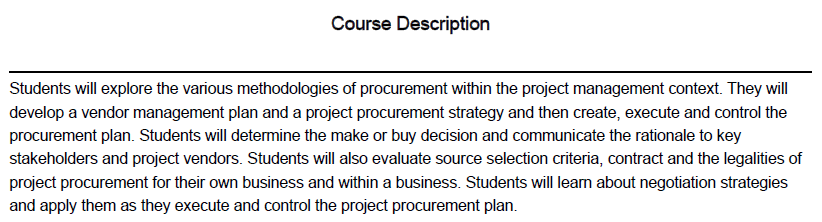 Course Description
Students will explore the various methodologies of procurement within the project management context. They will
develop a vendor management plan and a project procurement strategy and then create, execute and control the
procurement plan. Students will determine the make or buy decision and communicate the rationale to key
stakeholders and project vendors. Students will also evaluate source selection criteria, contract and the legalities of
project procurement for their own business and within a business. Students will learn about negotiation strategies
and apply them as they execute and control the project procurement plan.